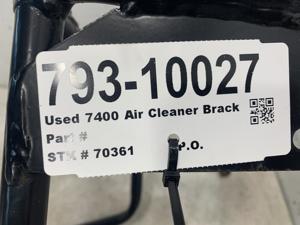 793-10027
Used 7400 Air Cleaner Brack
Part #
STK # 70361
P.O.